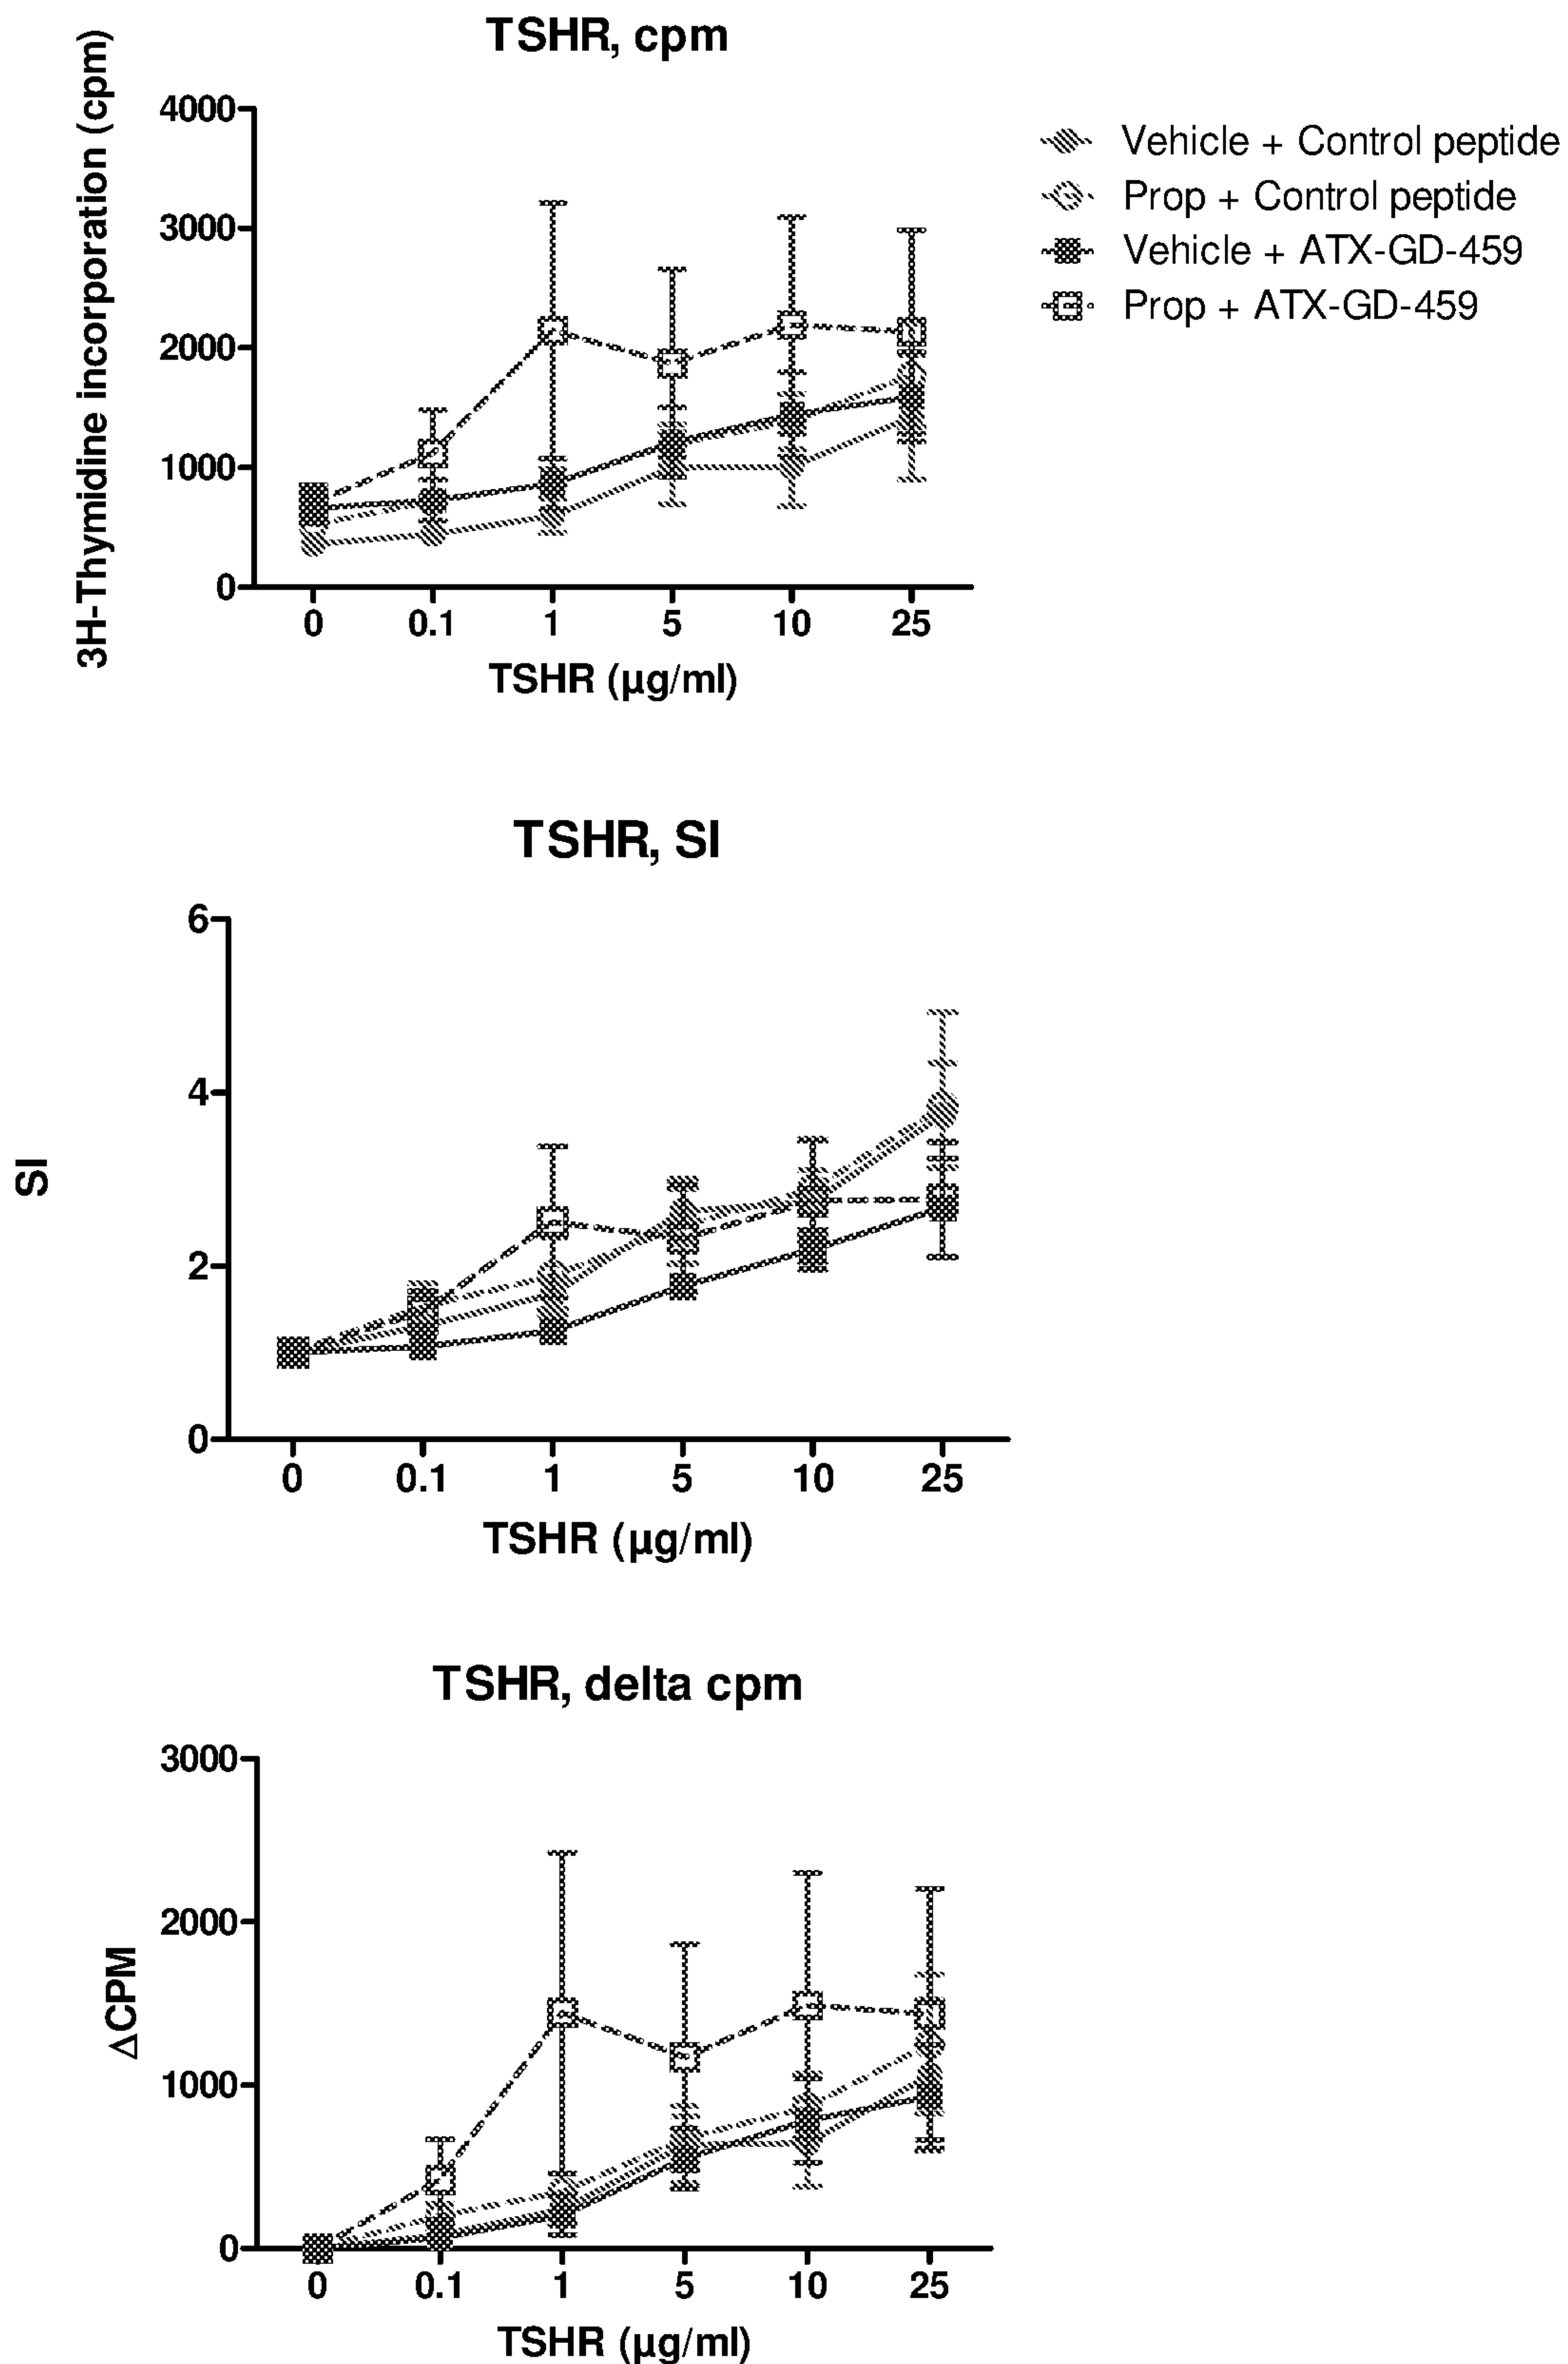 TSHR, cpm
3H-Thymidine incorporation (cpm)
4000
3000
2000
1000
0
0 0.1 1 5 10 25
TSHR (µg/ml)
Vehicle + Control peptide
Prop + Control peptide
Vehicle + ATX-GD-459
Prop + ATX-GD-459
TSHR, SI
SI
6
4
2
0
0 0.1 1 5 10 25
TSHR (µg/ml)
TSHR, delta cpm
ΔCPM
3000
2000
1000
0
0 0.1 1 5 10 25
TSHR (µg/ml)